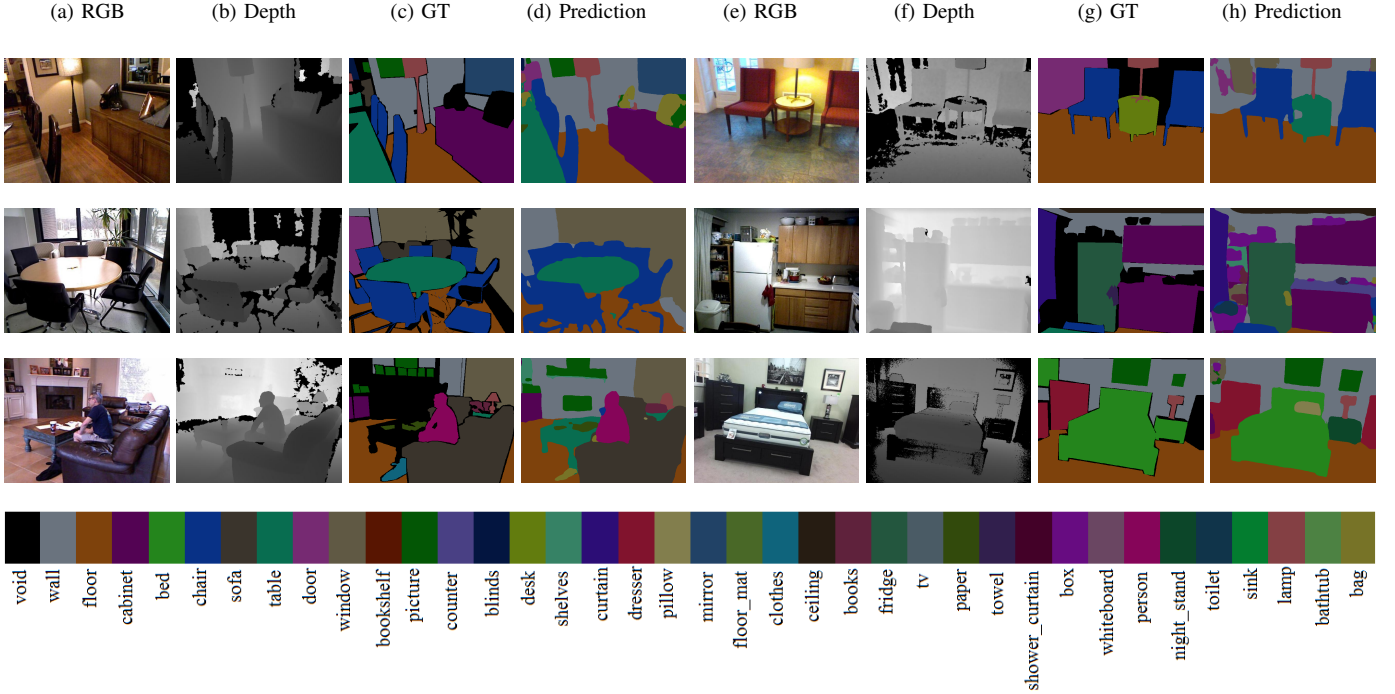 (a) RGB (b) Depth (c) GT (d) Prediction (e) RGB (f) Depth (g) GT (h) Prediction
void
wall
floor
cabinet
bed
chair
sofa
table
door
window
bookshelf
picture
counter
blinds
desk
shelves
curtain
dresser
pillow
mirror
floor_mat
clothes
ceiling
books
fridge
tv
paper
towel
shower_curtain
box
whiteboard
person
night_stand
toilet
sink
lamp
bathtub
bag